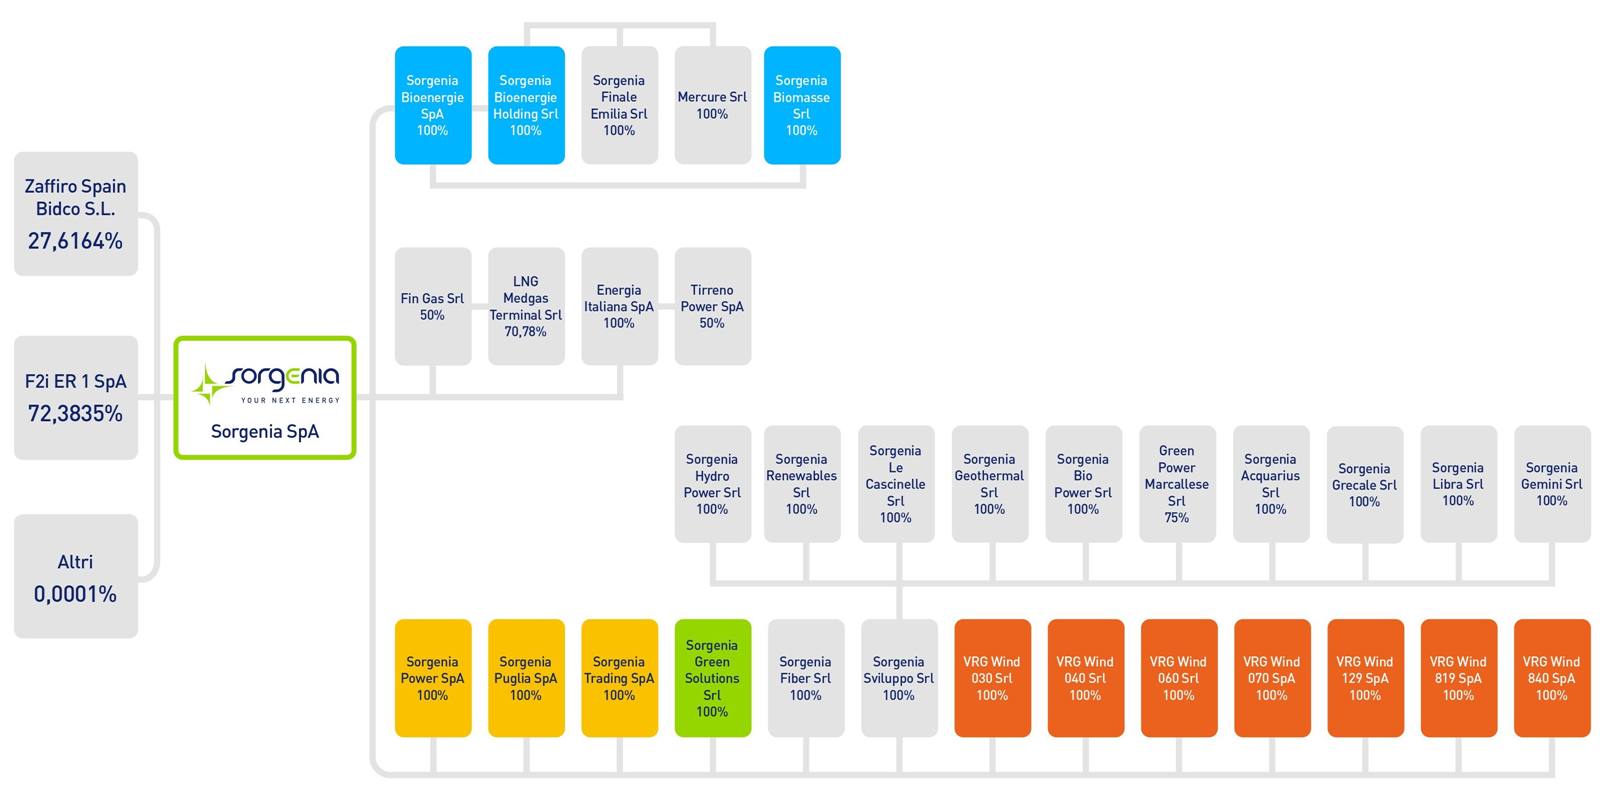 Zaffiro Spain
Bidco S.L.
27,6164%
F2i ER 1 SpA
72,3835%
Altri
0,0001%
sorgenia
YOUR NEXT ENERGY
Sorgenia SpA
Sorgenia
Bioenergie
SpA
100%
Sorgenia
Bioenergie
Holding Srl
100%
Sorgenia
Finale
Emilia Srl
100%
Mercure Srl
100%
Sorgenia
Biomasse
Srl
100%
Fin Gas Srl
50%
LNG
Medgas
Terminal Srl
70,78%
Energia
Italiana SpA
100%
Tirreno
Power SpA
50%
Sorgenia
Hydro
Power Srl
100%
Sorgenia
Renewables
Srl
100%
Sorgenia
Le
Cascinelle
Srl
100%
Sorgenia
Geothermal
Srl
100%
Sorgenia
Bio
Power Srl
100%
Green
Power
Marcallese
Srl
75%
Sorgenia
Acquarius
Srl
100%
Sorgenia
Grecale Srl
100%
Sorgenia
Libra Srl
100%
Sorgenia
Gemini Srl
100%
Sorgenia
Power SpA
100%
Sorgenia
Puglia SpA
100%
Sorgenia
Trading SpA
100%
Sorgenia
Green
Solutions
Srl
100%
Sorgenia
Fiber Srl
100%
Sorgenia
Sviluppo Srl
100%
VRG Wind
030 Srl
100%
VRG Wind
040 Srl
100%
VRG Wind
060 Srl
100%
VRG Wind
070 SpA
100%
VRG Wind
129 SpA
100%
VRG Wind
819 SpA
100%
VRG Wind
840 SpA
100%